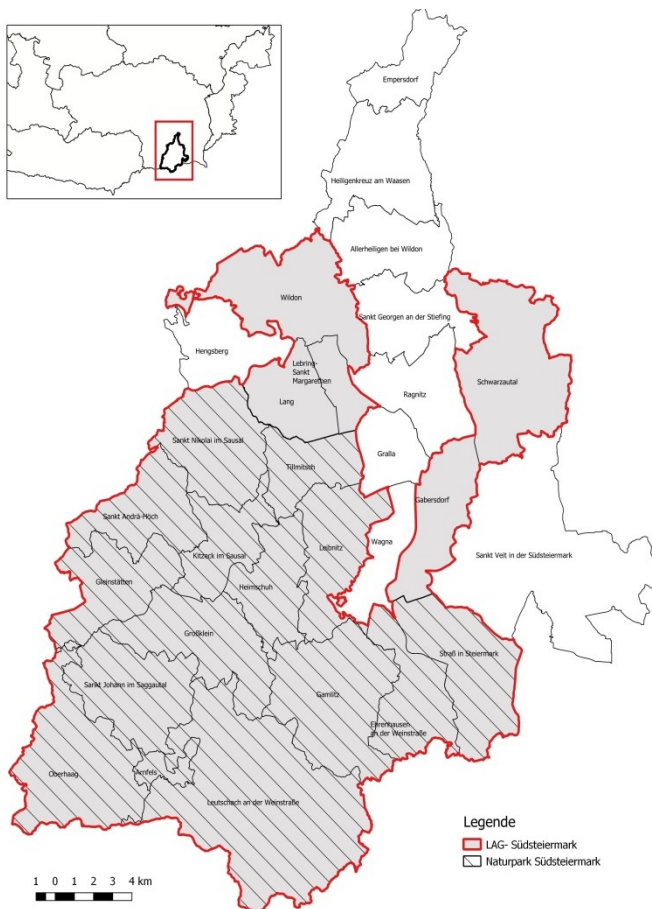 Empersdorf
Heiligenkreuz am Waasen
Allerheiligen bei Wildon
Wildon
Sankt Georgen an der Stiefing
Hengsberg
Lebring-
Sankt
Margarethen
Schwarzautal
Lang
Ragnitz
Sankt Nikolai im Sausal
Gralla
Tillmitsch
Gabersdorf
Sankt Andrä-Höch
Wagna
Leibnitz
Kitzeck im Sausal
Sankt Veit in der Südsteiermark
Gleinstätten
Heimschuh
Großklein
Straß in Steiermark
Sankt Johann im Saggautal
Gamlitz
Ehrenhausen
an der Weinstraße
Oberhaag
Arnfels
Leutschach an der Weinstraße
Legende
LAG- Südsteiermark
Naturpark Südsteiermark
1 0 1 2 3 4 km